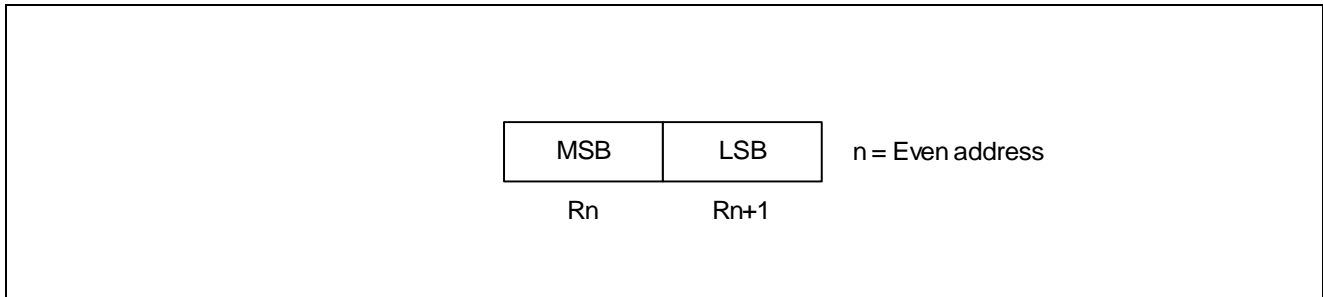 MSB LSB n = Even address
Rn Rn+1